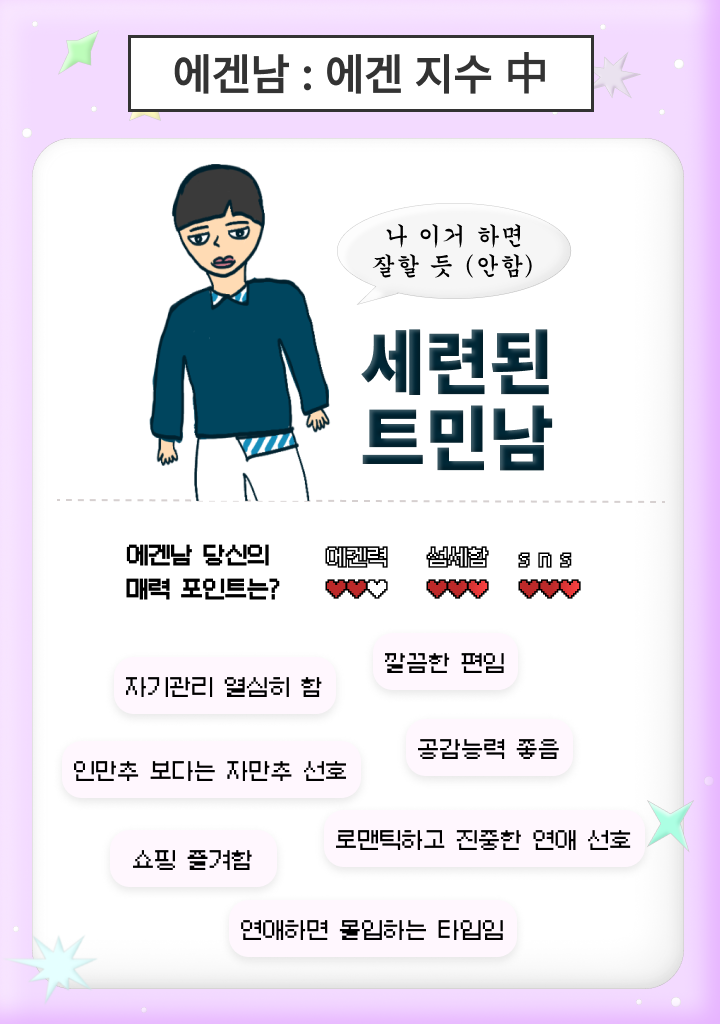 에겐남 : 에겐 지수 中
나 이거 하면
잘할 듯 (안함)
세련된
트민남
에겐남 당신의
매력 포인트는?
에겐력 섬세함 sns
깔끔한 편임
자기관리 열심히 함
공감능력 좋음
인만추 보다는 자만추 선호
로맨틱하고 진중한 연애 선호
쇼핑 즐겨함
연애하면 몰입하는 타입임